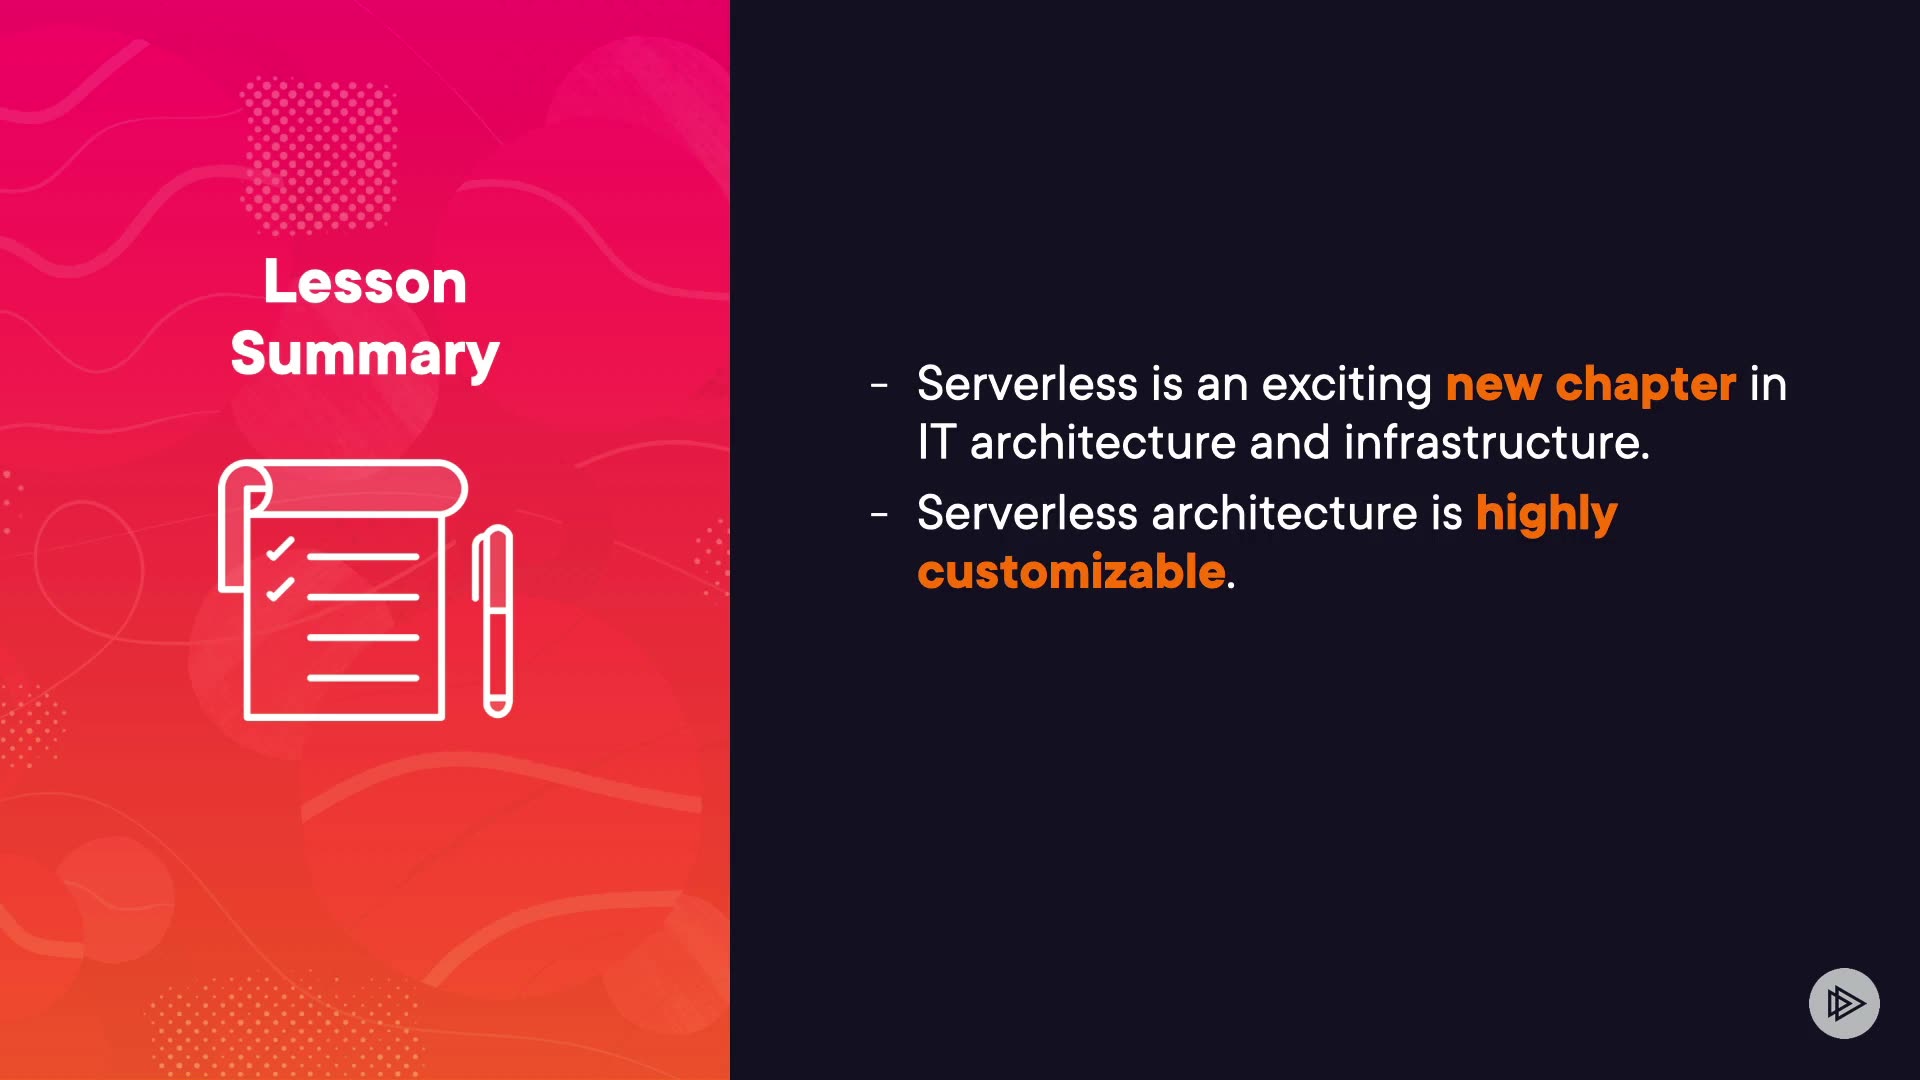 Lesson
Summary
- Serverless is an exciting new chapter in
IT architecture and infrastructure.
- Serverless architecture is highly
customizable.